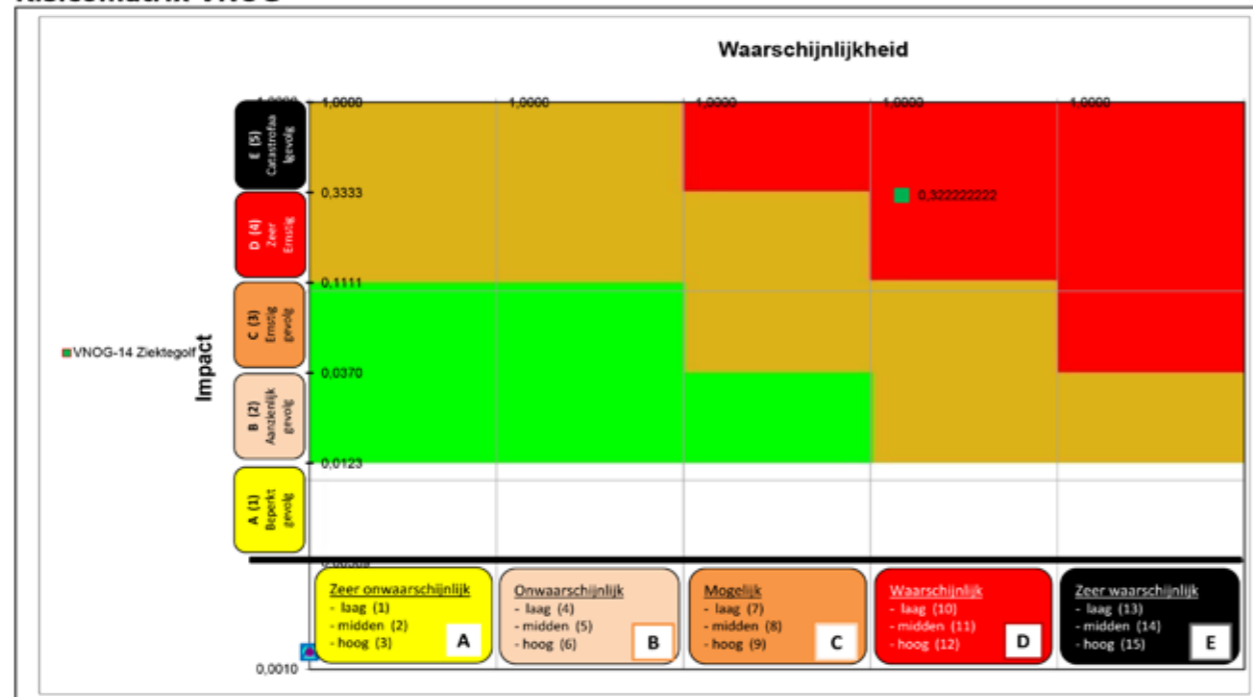 Risicomatrix VNOG
Waarschijnlijkheid
1,0000
1,0000
1,0000
1,0000
1,0000
E (5)
Catastrofaa
lgevolg
0,3333
0,322222222
D (4)
Zeer
Ernstig
0,1111
C (3)
Ernstig
gevolg
VNOG-14 Ziektegolf
Impact
0,0370
B (2)
Aanzienlijk
gevolg
0,0123
A (1)
Beperkt
gevolg
Zeer onwaarschijnlijk
- laag (1)
- midden (2)
- hoog (3)
A
Onwaarschijnlijk
- laag (4)
- midden (5)
- hoog (6)
B
Mogelijk
- laag (7)
- midden (8)
- hoog (9)
C
Waarschijnlijk
- laag (10)
- midden (11)
- hoog (12)
D
Zeer waarschijnlijk
- laag (13)
- midden (14)
- hoog (15)
E
0,0010